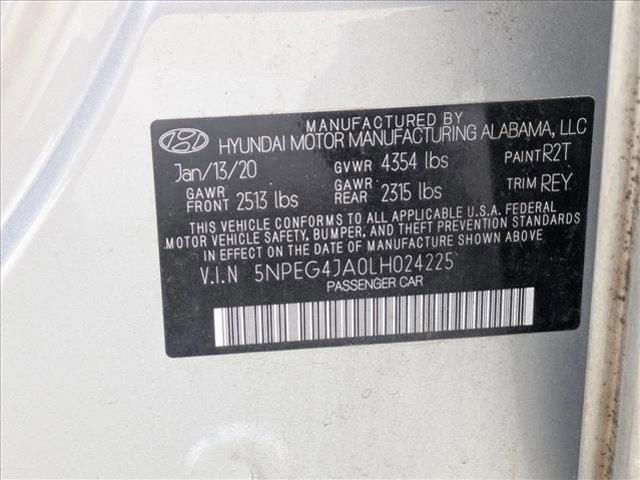 MANUFACTURED BY
HYUNDAI MOTOR MANUFACTURING ALABAMA, LLC
Jan/13/20 GVWR 4354 lbs PAINT R2T
GAWR FRONT 2513 lbs GAWR REAR 2315 lbs TRIM REY
THIS VEHICLE CONFORMS TO ALL APPLICABLE U.S.A. FEDERAL
MOTOR VEHICLE SAFETY, BUMPER, AND THEFT PREVENTION STANDARDS
IN EFFECT ON THE DATE OF MANUFACTURE SHOWN ABOVE.
V.I.N 5NPEG4JA0LH024225
PASSENGER CAR